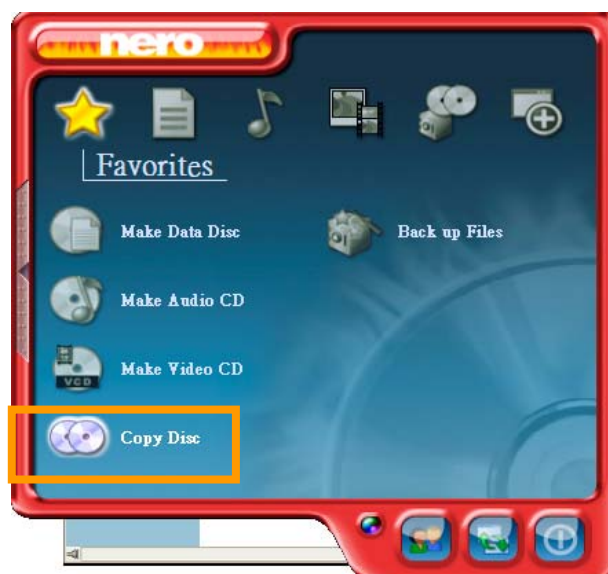 nero
Favorites
Make Data Disc
Back up Files
Make Audio CD
VCD
Make Video CD
Copy Disc